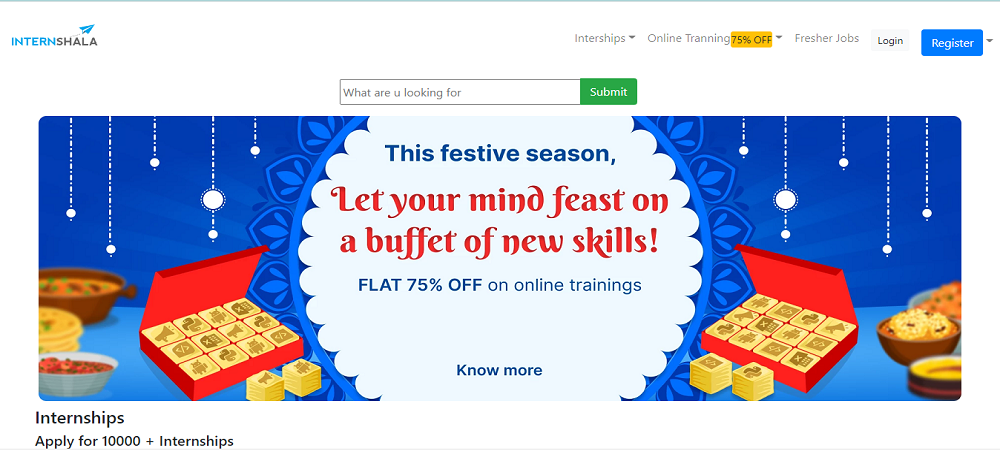 INTERNSHALA
Interships Online Tranning 75% OFF Fresher Jobs Login Register
What are u looking for Submit
This festive season,
Let your mind feast on
a buffet of new skills!
FLAT 75% OFF on online trainings
Know more
Internships
Apply for 10000 + Internships